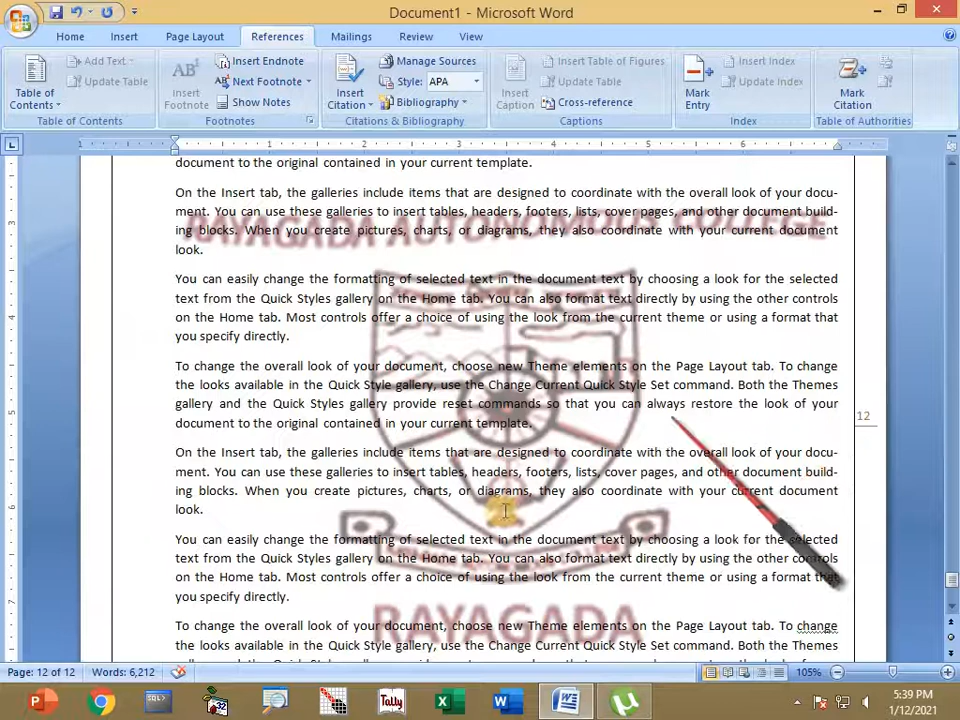 Document1 - Microsoft Word
Home Insert Page Layout References Mailings Review View
Table of Contents
Add Text
Update Table
Table of Contents
AB¹
Insert Footnote
Insert Endnote
Next Footnote
Show Notes
Footnotes
Insert Citation
Manage Sources
Style: APA
Bibliography
Citations & Bibliography
Insert Caption
Insert Table of Figures
Update Table
Cross-reference
Captions
Mark Entry
Insert Index
Update Index
Index
Mark Citation
Table of Authorities
document to the original contained in your current template.
On the Insert tab, the galleries include items that are designed to coordinate with the overall look of your docu-
ment. You can use these galleries to insert tables, headers, footers, lists, cover pages, and other document build-
ing blocks. When you create pictures, charts, or diagrams, they also coordinate with your current document
look.
You can easily change the formatting of selected text in the document text by choosing a look for the selected
text from the Quick Styles gallery on the Home tab. You can also format text directly by using the other controls
on the Home tab. Most controls offer a choice of using the look from the current theme or using a format that
you specify directly.
To change the overall look of your document, choose new Theme elements on the Page Layout tab. To change
the looks available in the Quick Style gallery, use the Change Current Quick Style Set command. Both the Themes
gallery and the Quick Styles gallery provide reset commands so that you can always restore the look of your
document to the original contained in your current template.
12
On the Insert tab, the galleries include items that are designed to coordinate with the overall look of your docu-
ment. You can use these galleries to insert tables, headers, footers, lists, cover pages, and other document build-
ing blocks. When you create pictures, charts, or diagrams, they also coordinate with your current document
look.
You can easily change the formatting of selected text in the document text by choosing a look for the selected
text from the Quick Styles gallery on the Home tab. You can also format text directly by using the other controls
on the Home tab. Most controls offer a choice of using the look from the current theme or using a format that
you specify directly.
To change the overall look of your document, choose new Theme elements on the Page Layout tab. To change
the looks available in the Quick Style gallery, use the Change Current Quick Style Set command. Both the Themes
RAYAGADA AUTONOMOUS COLLEGE
RAYAGADA
Page: 12 of 12 Words: 6,212 105%
Tally
5:39 PM
1/12/2021